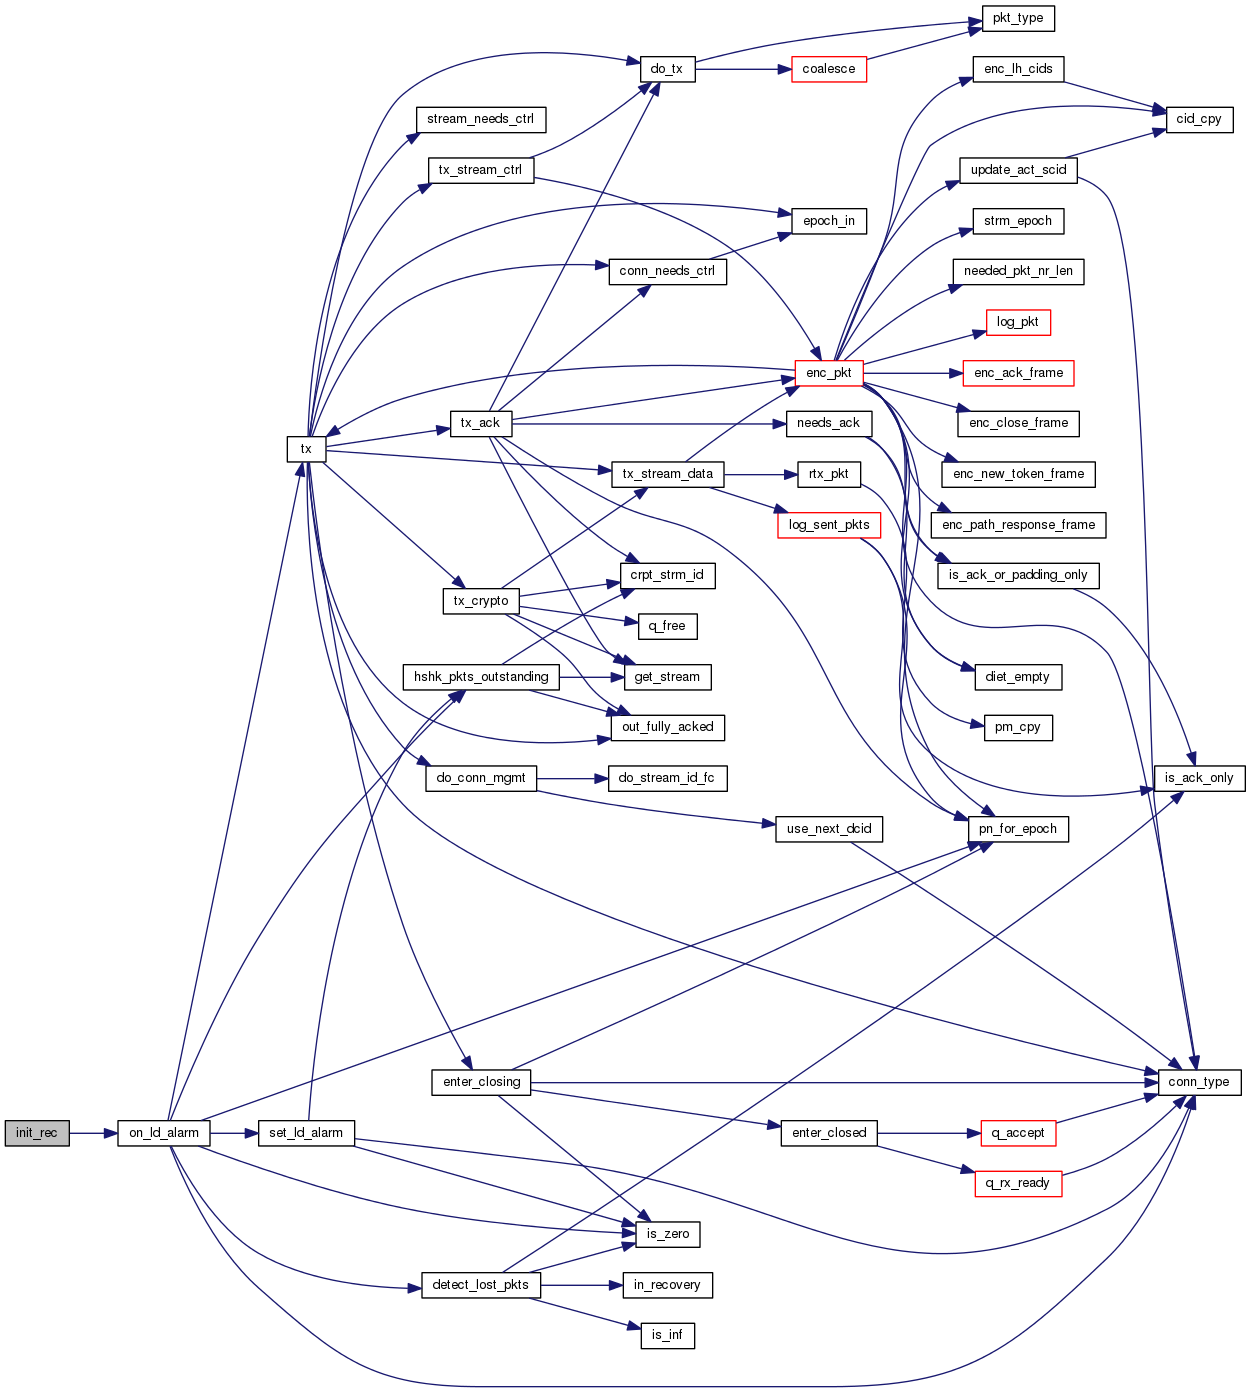 pkt_type
do_tx
coalesce
enc_lh_cids
stream_needs_ctrl
cid_cpy
tx_stream_ctrl
update_act_scid
epoch_in
strm_epoch
conn_needs_ctrl
needed_pkt_nr_len
log_pkt
enc_pkt
enc_ack_frame
tx_ack
needs_ack
enc_close_frame
tx
tx_stream_data
rtx_pkt
enc_new_token_frame
log_sent_pkts
enc_path_response_frame
crpt_strm_id
is_ack_or_padding_only
tx_crypto
q_free
hshk_pkts_outstanding
get_stream
diet_empty
out_fully_acked
pm_cpy
do_conn_mgmt
do_stream_id_fc
is_ack_only
use_next_dcid
pn_for_epoch
enter_closing
conn_type
init_rec
on_ld_alarm
set_ld_alarm
enter_closed
q_accept
q_rx_ready
is_zero
detect_lost_pkts
in_recovery
is_inf